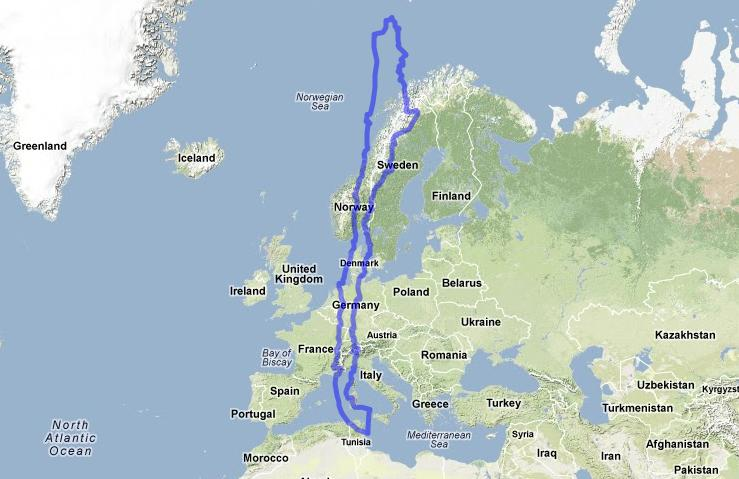 Greenland
Iceland
Norwegian
Sea
Sweden
Finland
Norway
Denmark
United
Kingdom
Ireland
Germany
Poland
Belarus
Ukraine
Austria
France
Romania
Kazakhstan
Bay of
Biscay
Italy
Spain
Portugal
Greece
Turkey
Uzbekistan
Kyrgyzst
Turkmenistan
North
Atlantic
Ocean
Tunisia
Mediterranean
Sea
Syria
Iraq
Iran
Afghanistan
Pakistan
Morocco